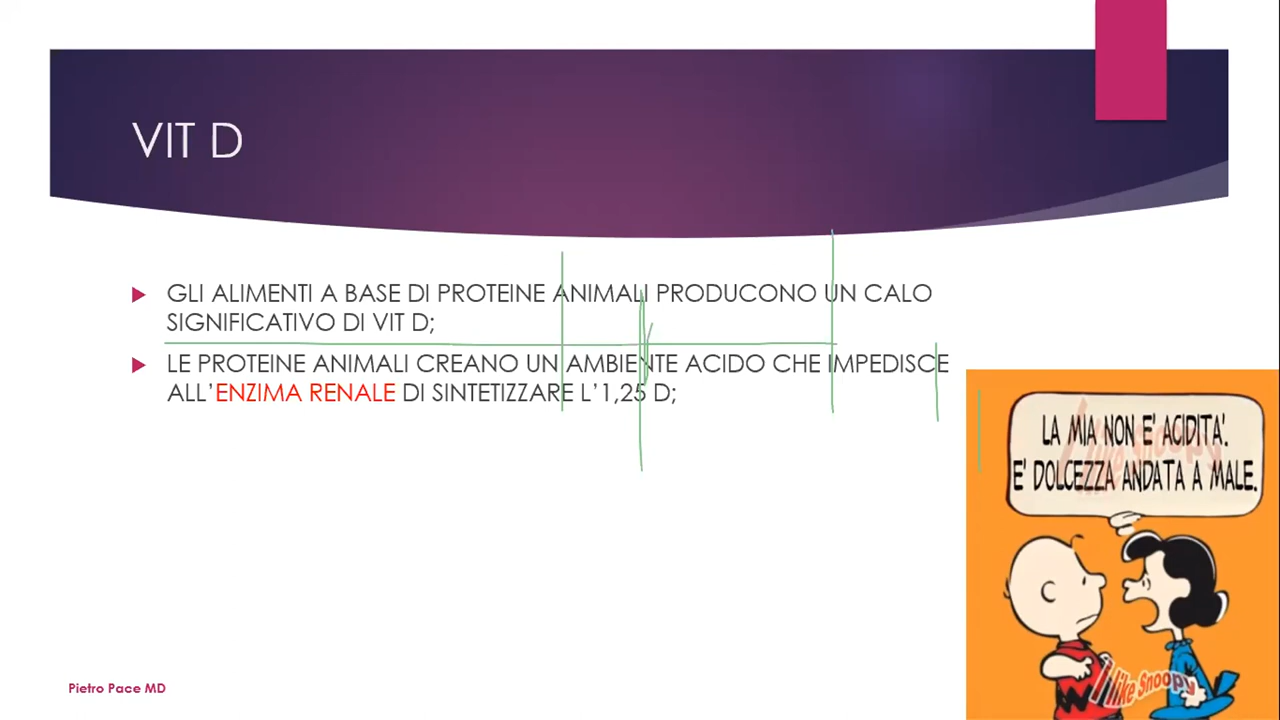 VIT D
GLI ALIMENTI A BASE DI PROTEINE ANIMALI PRODUCONO UN CALO
SIGNIFICATIVO DI VIT D;
LE PROTEINE ANIMALI CREANO UN AMBIENTE ACIDO CHE IMPEDISCE
ALL'ENZIMA RENALE DI SINTETIZZARE L'1,25 D;
LA MIA NON E' ACIDITA'.
E' DOLCEZZA ANDATA A MALE.
I like Snoopy
I like Snoopy
Pietro Pace MD